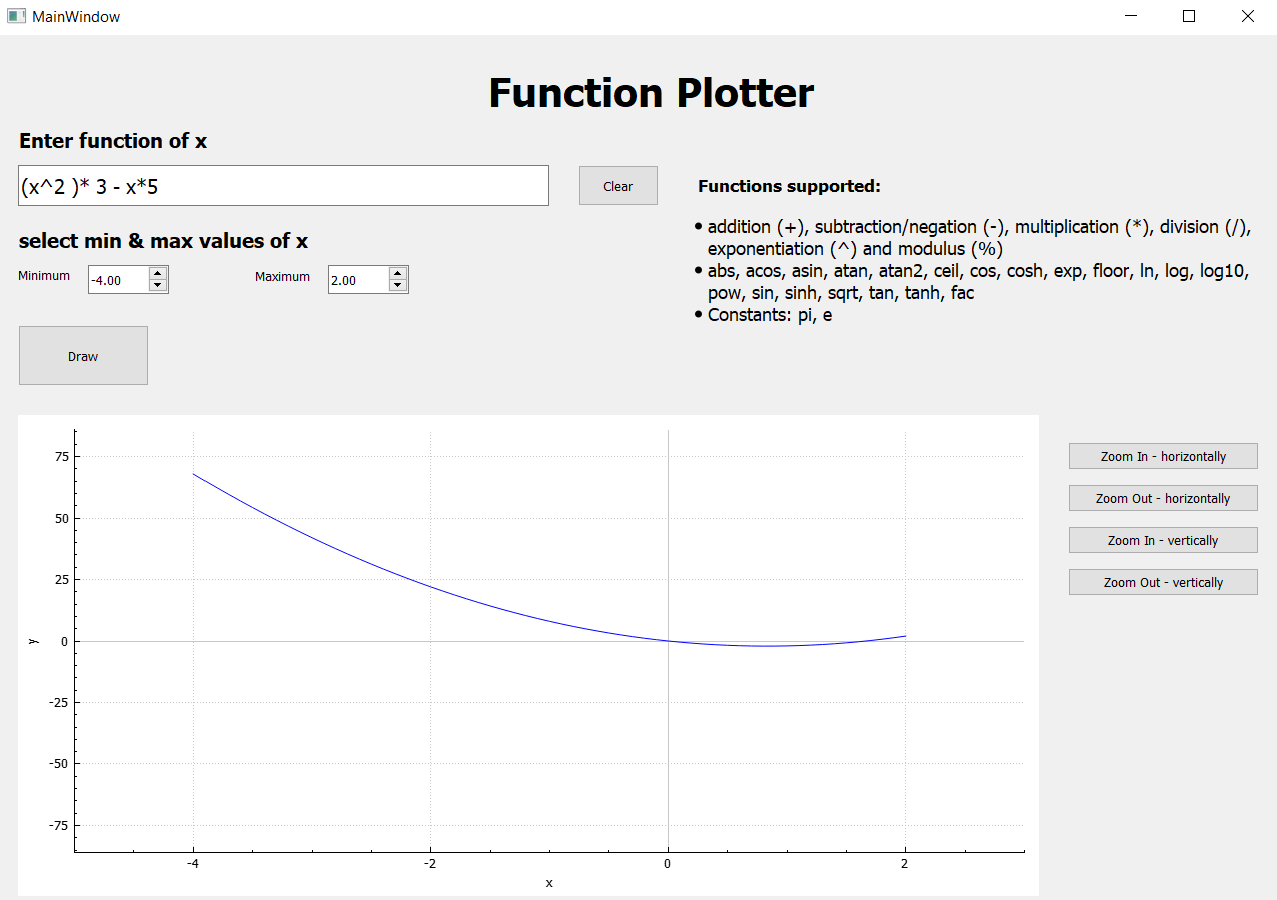 MainWindow
Function Plotter
Enter function of x
(x^2 )* 3 - x*5
Clear
select min & max values of x
Minimum
-4.00
Maximum
2.00
Draw
Functions supported:
• addition (+), subtraction/negation (-), multiplication (*), division (/),
exponentiation (^) and modulus (%)
• abs, acos, asin, atan, atan2, ceil, cos, cosh, exp, floor, ln, log, log10,
pow, sin, sinh, sqrt, tan, tanh, fac
• Constants: pi, e
75
50
25
0
-25
-50
-75
y
-4
-2
0
2
x
Zoom In - horizontally
Zoom Out - horizontally
Zoom In - vertically
Zoom Out - vertically